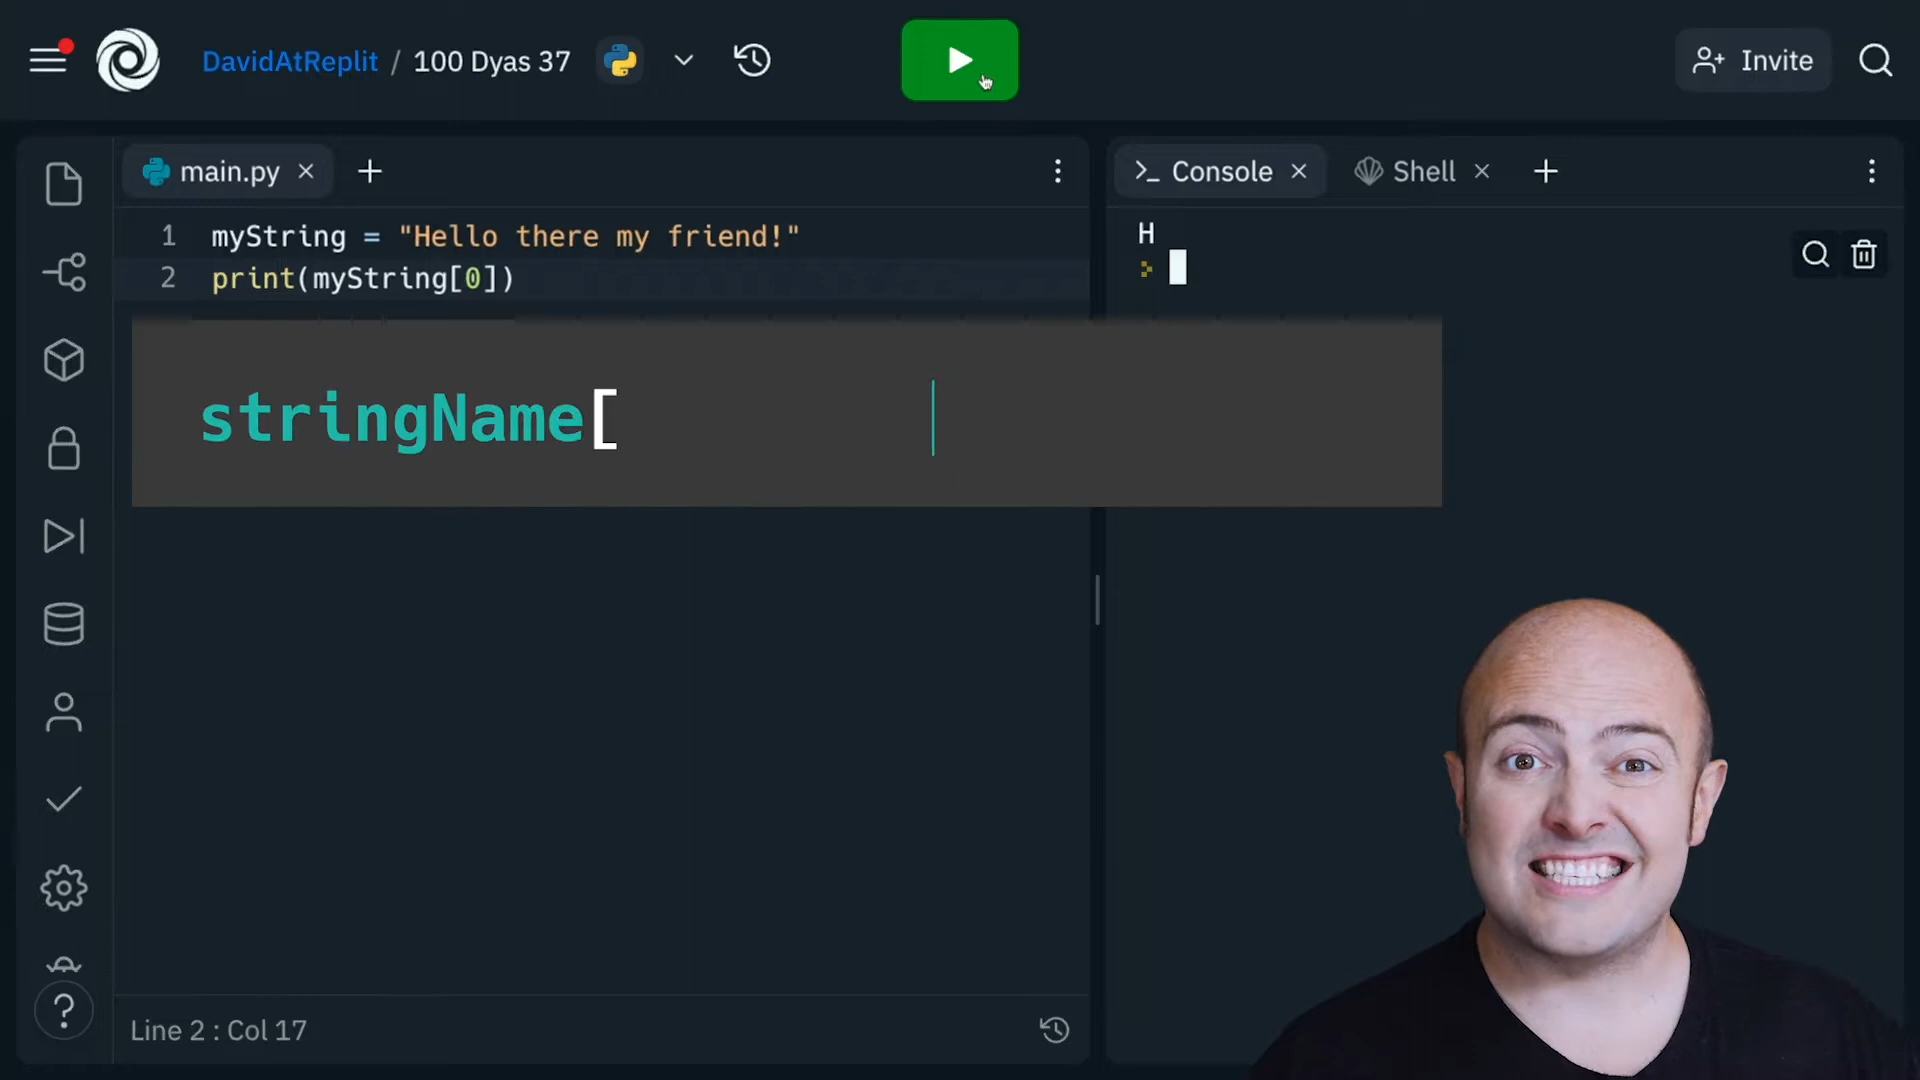 DavidAtReplit / 100 Dyas 37
Invite
main.py
Console
Shell
1 myString = "Hello there my friend!"
2 print(myString[0])
H
stringName[
Line 2 : Col 17
?